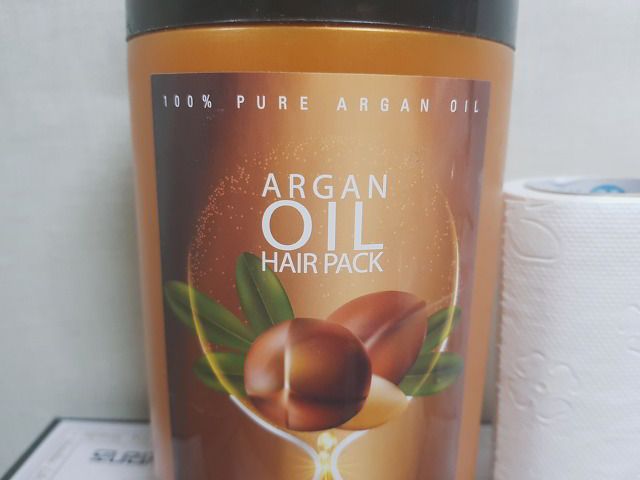 100% PURE ARGAN OIL
ARGAN
OIL
HAIR PACK